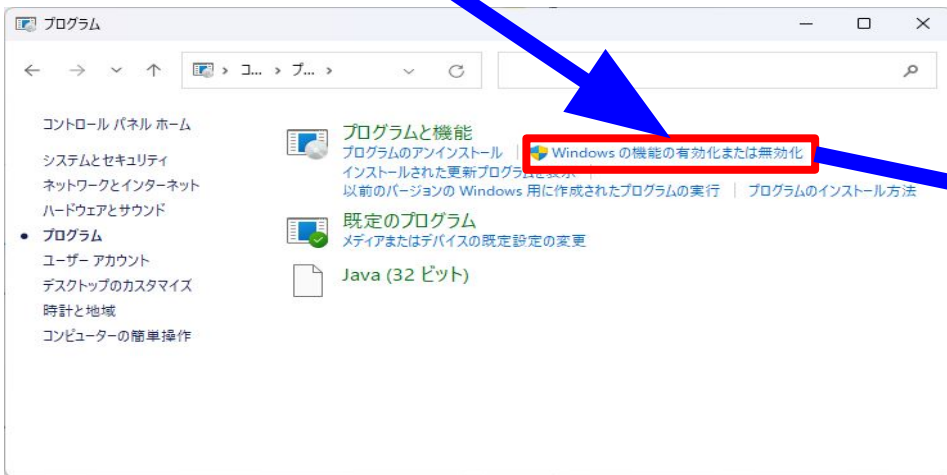 プログラム
コ... プ...
コントロール パネル ホーム
システムとセキュリティ
ネットワークとインターネット
ハードウェアとサウンド
プログラム
ユーザー アカウント
デスクトップのカスタマイズ
時計と地域
コンピューターの簡単操作
プログラムと機能
プログラムのアンインストール Windows の機能の有効化または無効化
インストールされた更新プログラムを表示
以前のバージョンの Windows 用に作成されたプログラムの実行 プログラムのインストール方法
既定のプログラム
メディアまたはデバイスの既定設定の変更
Java (32 ビット)